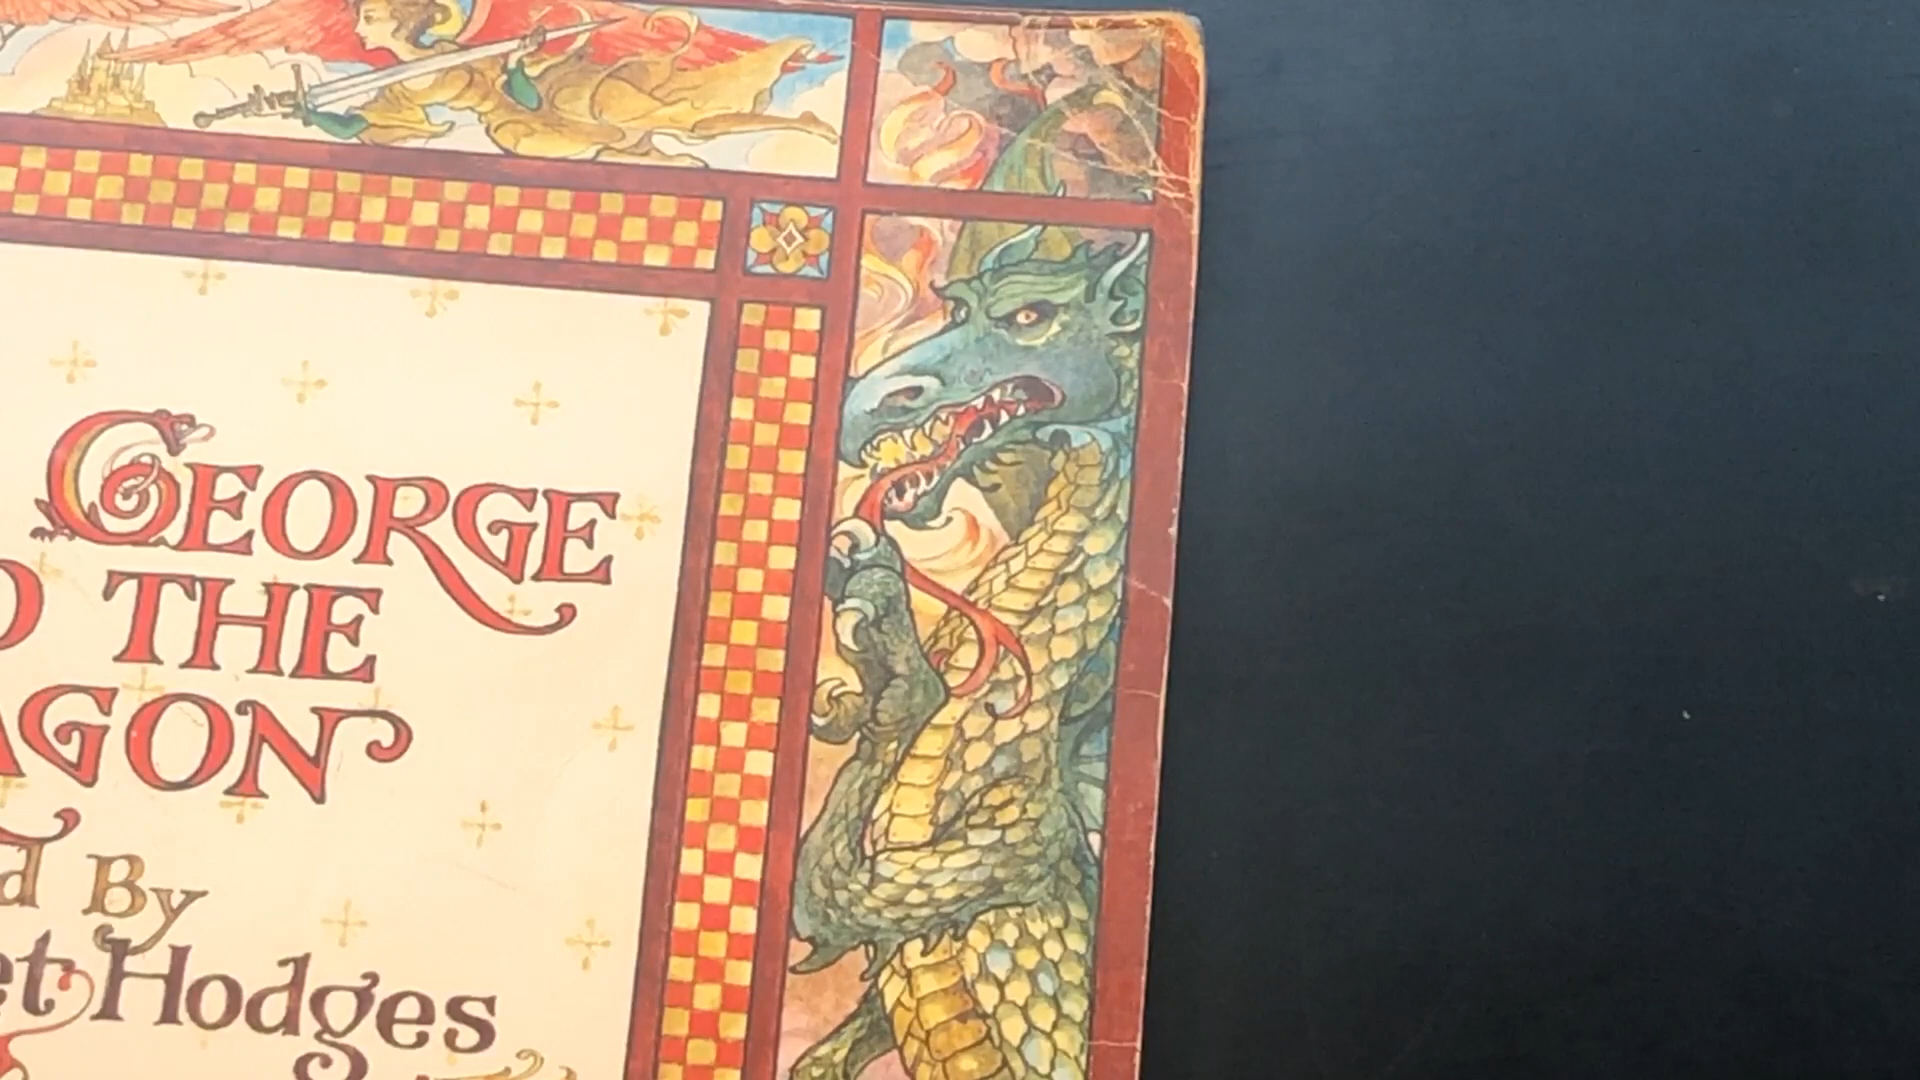 GEORGE
D THE
AGON
d By
et Hodges